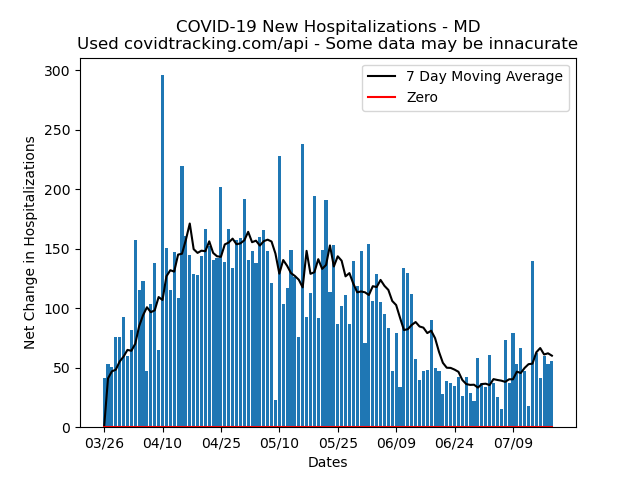 COVID-19 New Hospitalizations - MD
Used covidtracking.com/api - Some data may be innacurate
7 Day Moving Average
Zero
Net Change in Hospitalizations
300
250
200
150
100
50
0
03/26 04/10 04/25 05/10 05/25 06/09 06/24 07/09
Dates